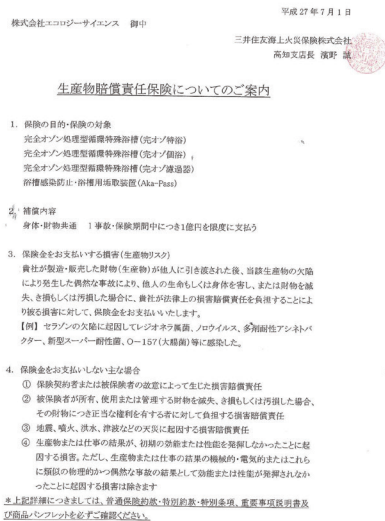 平成27年7月1日
株式会社エコロジーサイエンス　御中
三井住友海上火災保険株式会社
高知支店長　濱野　誠
生産物賠償責任保険についてのご案内
1．保険の目的・保険の対象
完全オゾン処理型循環特殊浴槽（完オゾ特浴）
完全オゾン処理型循環特殊浴槽（完オゾ個浴）
完全オゾン処理型循環特殊浴槽（完オゾ濾過器）
浴槽感染防止・浴槽用垢取装置（Aka-Pass）
2．補償内容
身体・財物共通　1事故・保険期間中につき1億円を限度に支払う
3．保険金をお支払いする損害（生産物リスク）
貴社が製造・販売した財物（生産物）が他人に引き渡された後、当該生産物の欠陥
により発生した偶然な事故により、他人の生命もしくは身体を害し、または財物を滅
失、き損もしくは汚損した場合に、貴社が法律上の損害賠償責任を負担することによ
り被る損害に対して、保険金をお支払いいたします。
【例】　セラゾンの欠陥に起因してレジオネラ属菌、ノロウイルス、多剤耐性アシネトバ
クター、新型スーパー耐性菌、O－157（大腸菌）等に感染した。
4．保険金をお支払いしない主な場合
①　保険契約者または被保険者の故意によって生じた損害賠償責任
②　被保険者が所有、使用または管理する財物を滅失、き損もしくは汚損した場合、
その財物につき正当な権利を有する者に対して負担する損害賠償責任
③　地震、噴火、洪水、津波などの天災に起因する損害賠償責任
④　生産物または仕事の結果が、初期の効能または性能を発揮しなかったことに起
因する損害。ただし、生産物または仕事の結果の機械的・電気的またはこれら
に類似の物理的かつ偶然な事故の結果として効能または性能が発揮されなか
ったことに起因する損害は除きます
＊上記詳細につきましては、普通保険約款・特別約款・特別条項、重要事項説明書及
び商品パンフレットを必ずご確認ください。